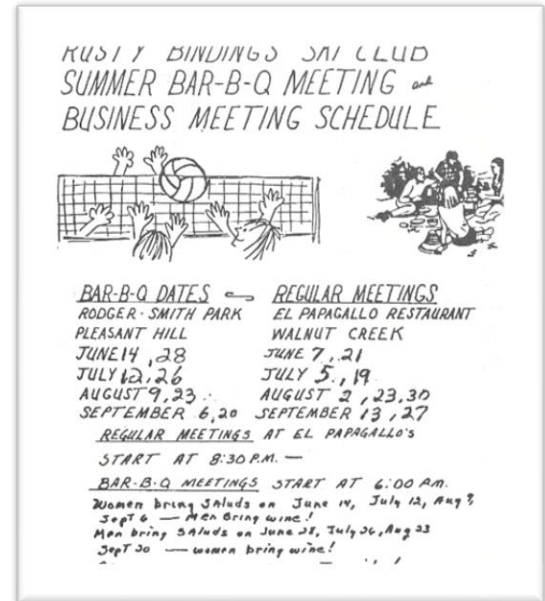 RUSTY BINDINGS SKI CLUB
SUMMER BAR-B-Q MEETING and
BUSINESS MEETING SCHEDULE
BAR-B-Q DATES REGULAR MEETINGS
RODGER-SMITH PARK EL PAPAGALLO RESTAURANT
PLEASANT HILL WALNUT CREEK
JUNE 14, 28 JUNE 7, 21
JULY 12, 26 JULY 5, 19
AUGUST 9, 23 AUGUST 2, 23, 30
SEPTEMBER 6, 20 SEPTEMBER 13, 27
REGULAR MEETINGS AT EL PAPAGALLO'S
START AT 8:30 P.M. —
BAR-B-Q MEETINGS START AT 6:00 P.M.
Women bring SAluds on June 14, July 12, Aug 9,
SepT 6 — Men Bring wine!
Men bring SAluds on June 28, July 26, Aug 23
SepT 20 — women bring wine!